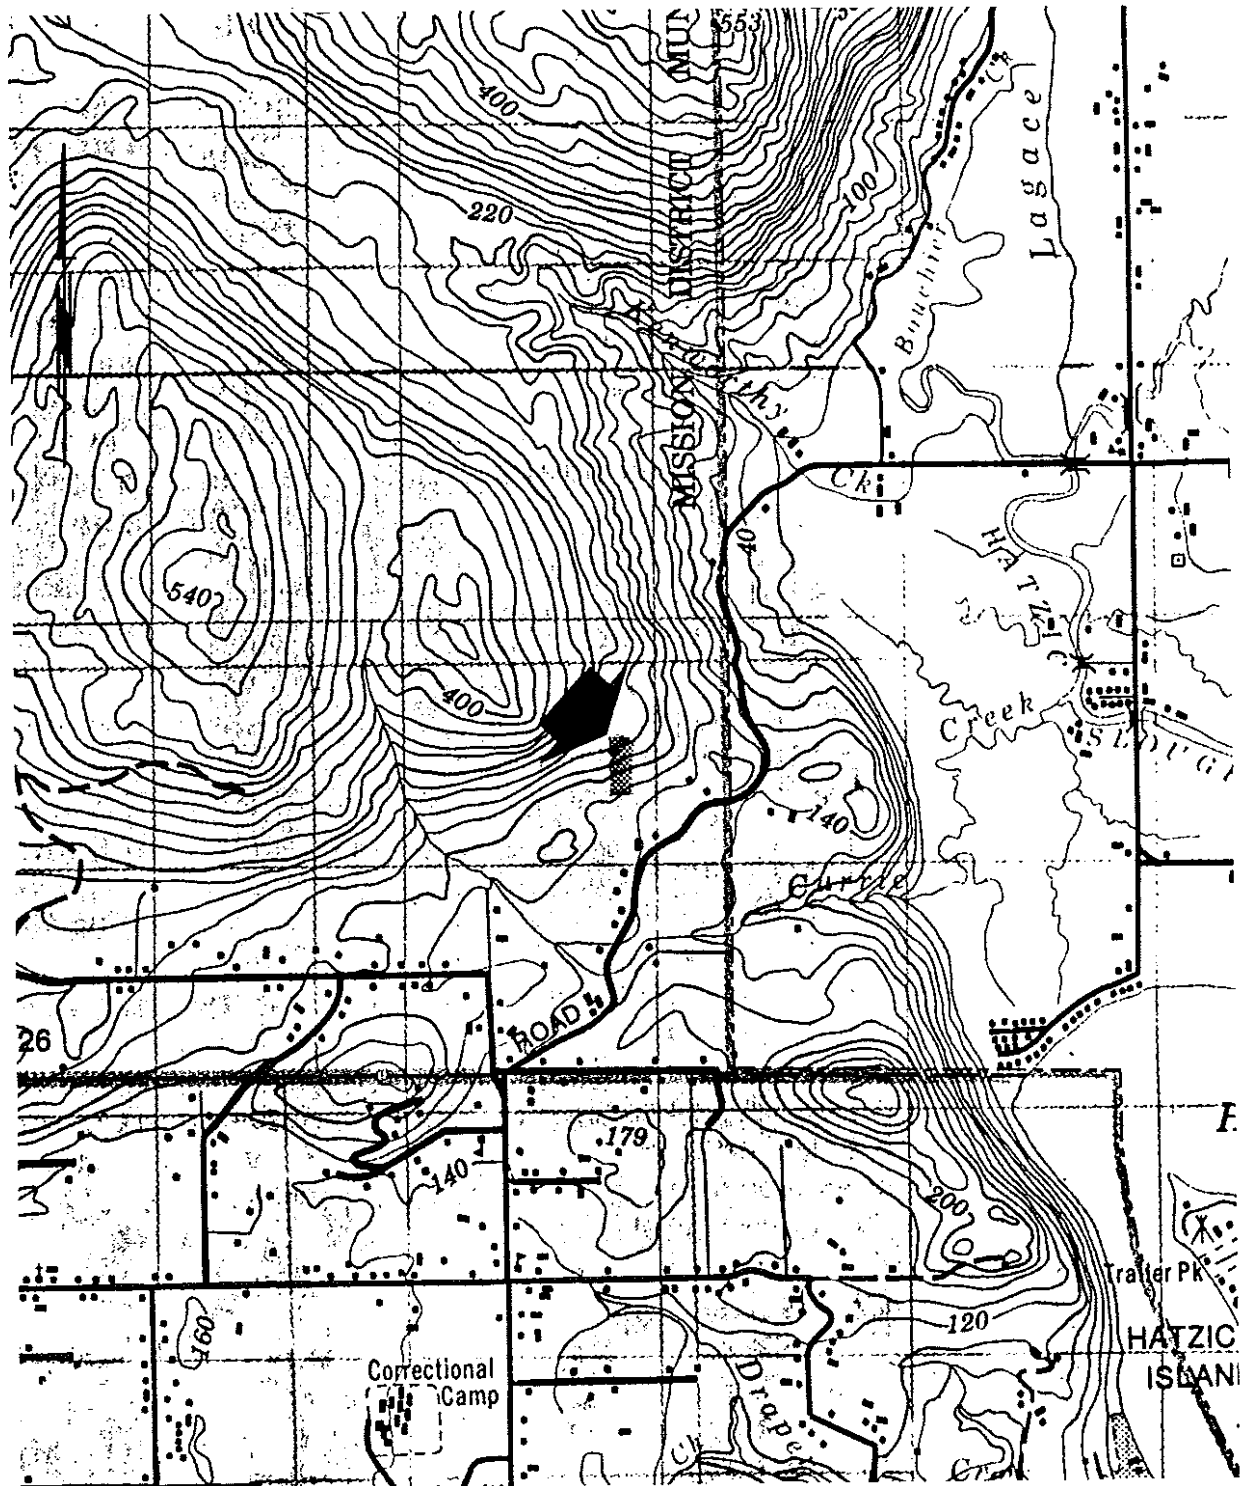 553
MISSION DISTRICT MUN
400
Lagace
Ck
220
100
Bouchier
Ck
HATZIC
SLOUGH
40
540
400
Creek
140
Currie
26
ROAD
179
140
200
Trailer Pk
120
HATZIC
160
Correctional
Camp
Draper